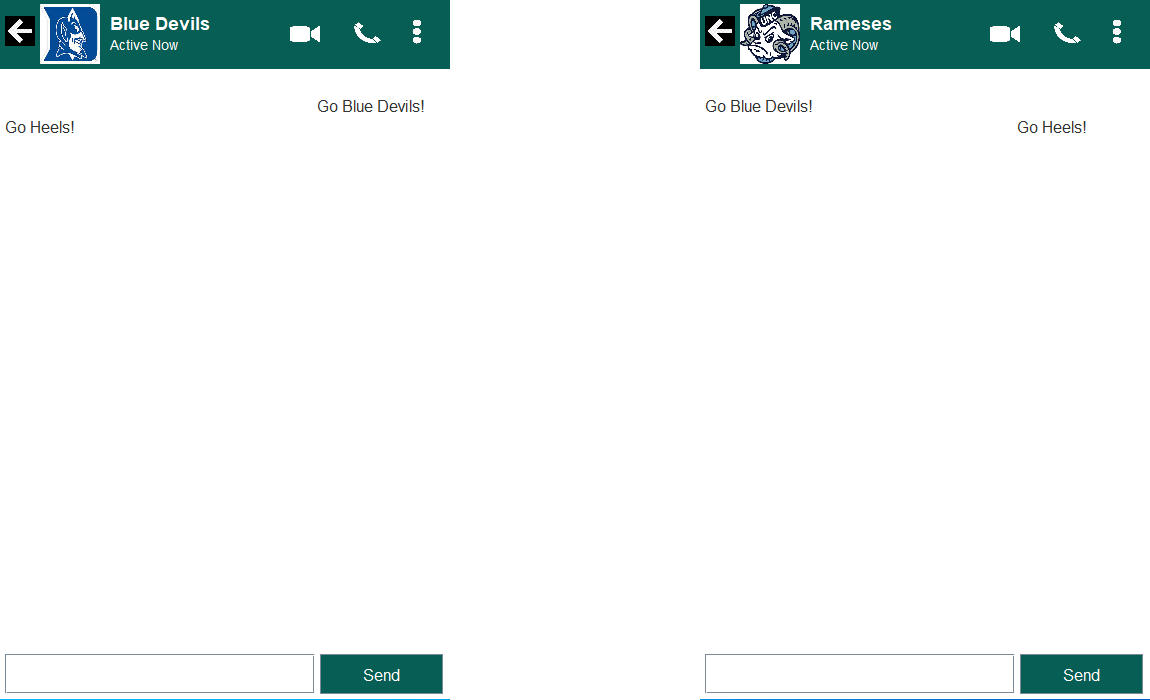 Blue Devils
Active Now
Go Blue Devils!
Go Heels!
Send
UNC
Rameses
Active Now
Go Blue Devils!
Go Heels!
Send